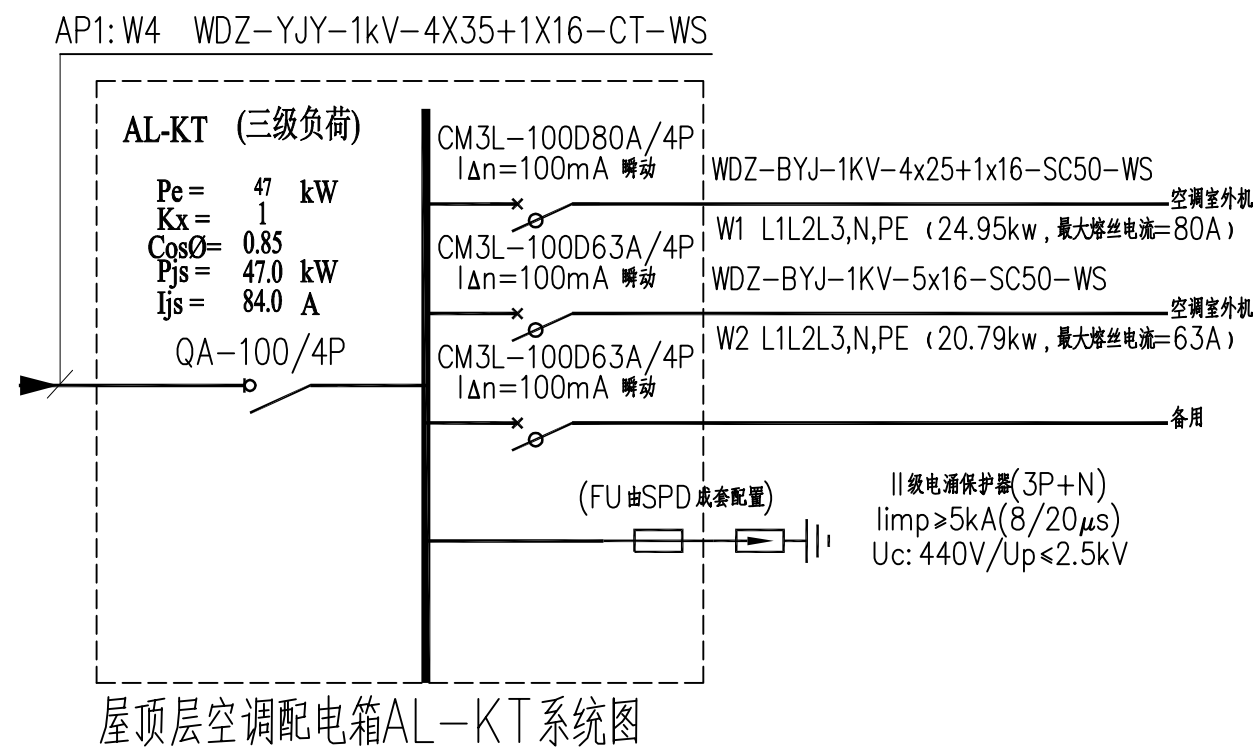 AP1: W4 WDZ-YJY-1kV-4X35+1X16-CT-WS
AL-KT (三级负荷)
Pe = 47 kW
Kx = 1
CosØ= 0.85
Pjs = 47.0 kW
Ijs = 84.0 A
QA-100/4P
CM3L-100D80A/4P
IΔn=100mA 瞬动
WDZ-BYJ-1KV-4x25+1x16-SC50-WS
空调室外机
W1 L1L2L3,N,PE (24.95kw, 最大熔丝电流=80A)
CM3L-100D63A/4P
IΔn=100mA 瞬动
WDZ-BYJ-1KV-5x16-SC50-WS
空调室外机
W2 L1L2L3,N,PE (20.79kw, 最大熔丝电流=63A)
CM3L-100D63A/4P
IΔn=100mA 瞬动
备用
(FU由SPD成套配置)
II级电涌保护器(3P+N)
Iimp≥5kA(8/20μs)
Uc: 440V/Up≤2.5kV
屋顶层空调配电箱AL-KT系统图